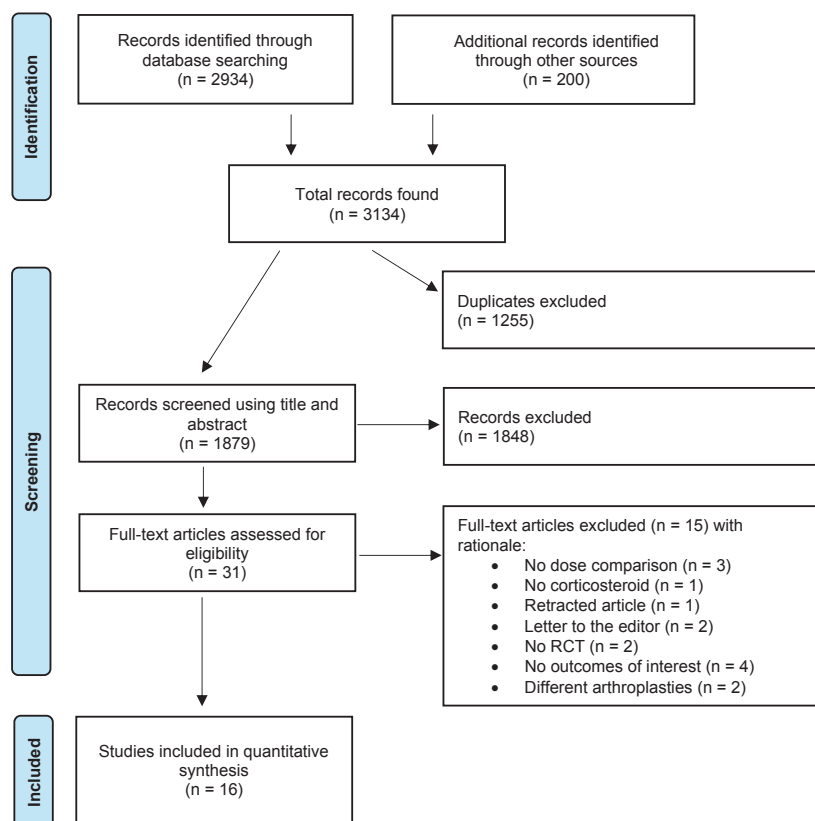 Identification
Records identified through
database searching
(n = 2934)
Additional records identified
through other sources
(n = 200)
Total records found
(n = 3134)
Screening
Duplicates excluded
(n = 1255)
Records screened using title and
abstract
(n = 1879)
Records excluded
(n = 1848)
Full-text articles assessed for
eligibility
(n = 31)
Full-text articles excluded (n = 15) with
rationale:
• No dose comparison (n = 3)
• No corticosteroid (n = 1)
• Retracted article (n = 1)
• Letter to the editor (n = 2)
• No RCT (n = 2)
• No outcomes of interest (n = 4)
• Different arthroplasties (n = 2)
Included
Studies included in quantitative
synthesis
(n = 16)